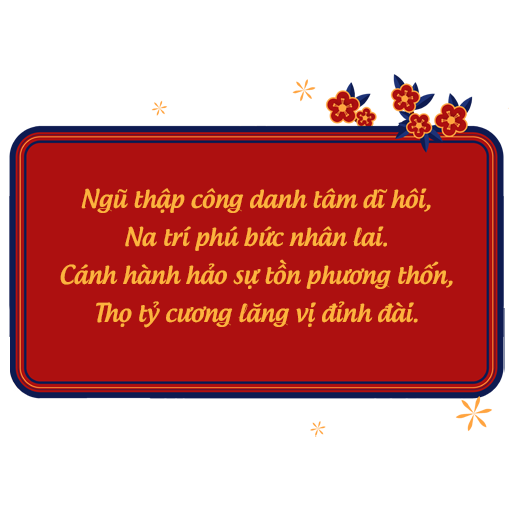 Ngũ thập công danh tâm dĩ hôi,
Na trí phú bức nhân lai.
Cánh hành hảo sự tồn phương thốn,
Thọ tỷ cương lăng vị đỉnh đài.